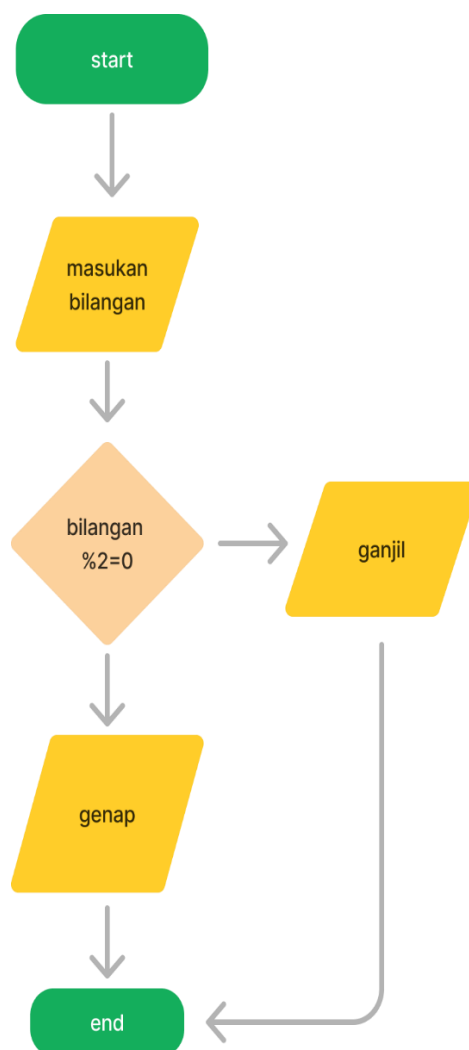 start
masukan
bilangan
bilangan
%2=0
ganjil
genap
end